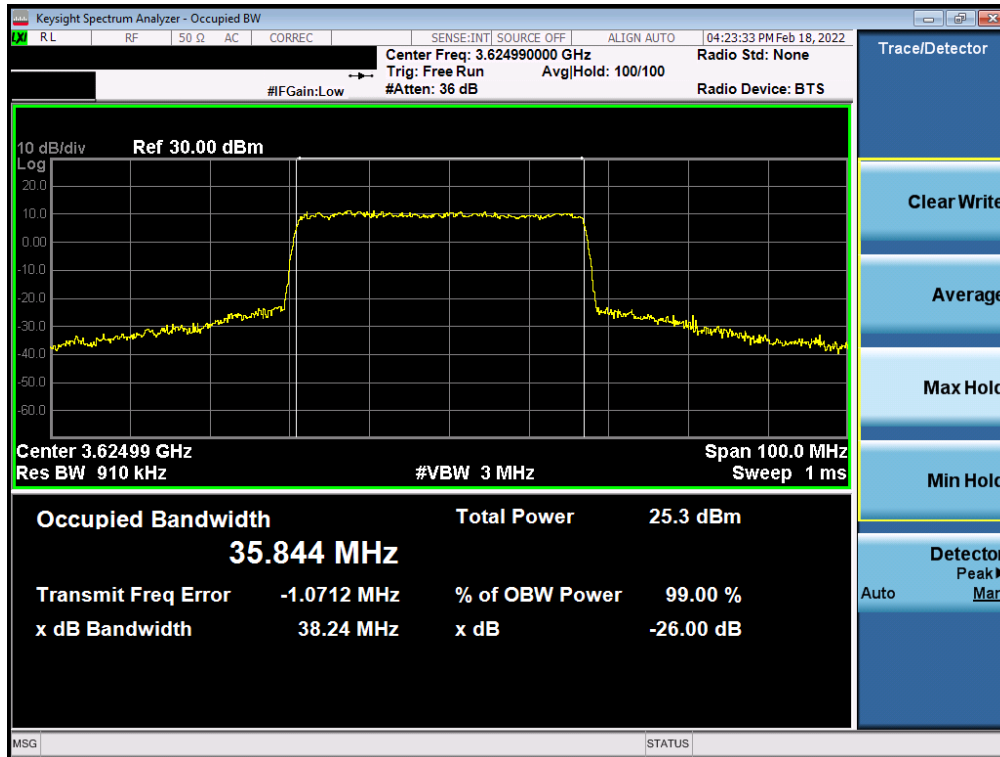 Keysight Spectrum Analyzer - Occupied BW
LXI RL RF 50 Ω AC CORREC SENSE:INT SOURCE OFF ALIGN AUTO 04:23:33 PM Feb 18, 2022
Center Freq: 3.624990000 GHz Radio Std: None
Trig: Free Run Avg|Hold: 100/100
#IFGain:Low #Atten: 36 dB Radio Device: BTS
Trace/Detector
10 dB/div Ref 30.00 dBm
Log
20.0
10.0
0.00
-10.0
-20.0
-30.0
-40.0
-50.0
-60.0
Center 3.62499 GHz Span 100.0 MHz
Res BW 910 kHz #VBW 3 MHz Sweep 1 ms
Occupied Bandwidth Total Power 25.3 dBm
35.844 MHz
Transmit Freq Error -1.0712 MHz % of OBW Power 99.00 %
x dB Bandwidth 38.24 MHz x dB -26.00 dB
Clear Write
Average
Max Hold
Min Hold
Detector
Peak
Auto Man
MSG STATUS